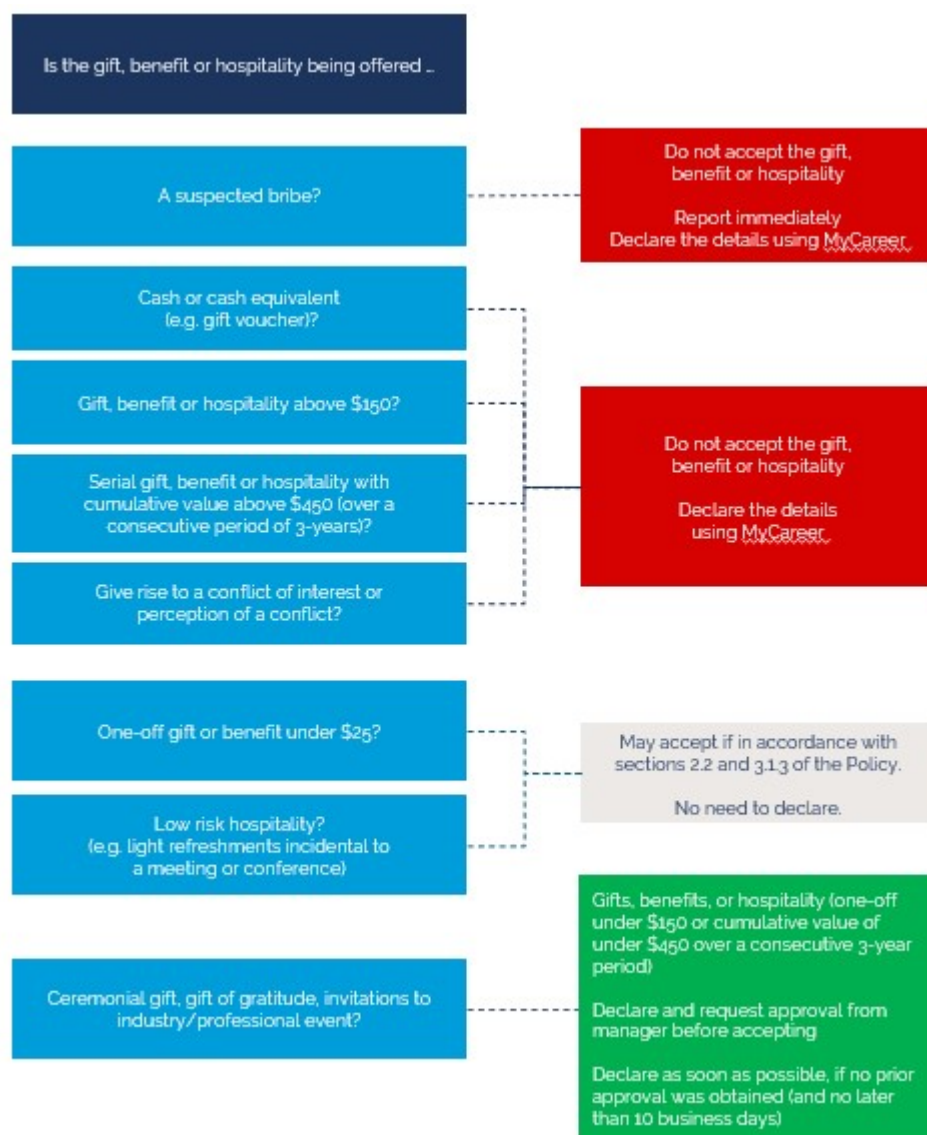 Is the gift, benefit or hospitality being offered ...
A suspected bribe?
Do not accept the gift,
benefit or hospitality
Report immediately
Declare the details using MyCareer
Cash or cash equivalent
(e.g. gift voucher)?
Gift, benefit or hospitality above $150?
Serial gift, benefit or hospitality with
cumulative value above $450 (over
a consecutive period of 3-years)?
Give rise to a conflict of interest or
perception of a conflict?
Do not accept the gift,
benefit or hospitality
Declare the details
using MyCareer
One-off gift or benefit under $25?
Low risk hospitality?
(e.g. light refreshments incidental to
a meeting or conference)
May accept if in accordance with
sections 2.2 and 3.1.3 of the Policy.
No need to declare.
Ceremonial gift, gift of gratitude, invitations to
industry/professional event?
Gifts, benefits, or hospitality (one-off
under $150 or cumulative value of
under $450 over a consecutive 3-year
period)
Declare and request approval from
manager before accepting
Declare as soon as possible, if no prior
approval was obtained (and no later
than 10 business days)